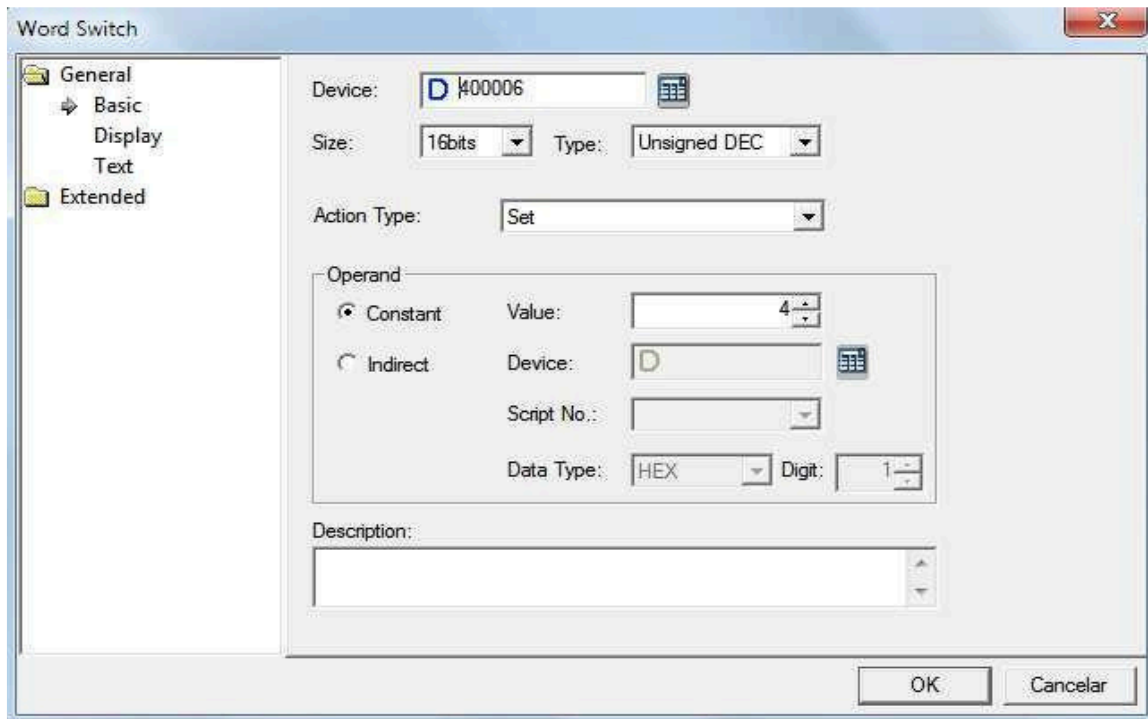 Word Switch
General
Basic
Display
Text
Extended
Device: D 400006
Size: 16bits Type: Unsigned DEC
Action Type: Set
Operand
Constant Value: 4
Indirect Device: D
Script No.:
Data Type: HEX Digit: 1
Description:
OK Cancelar